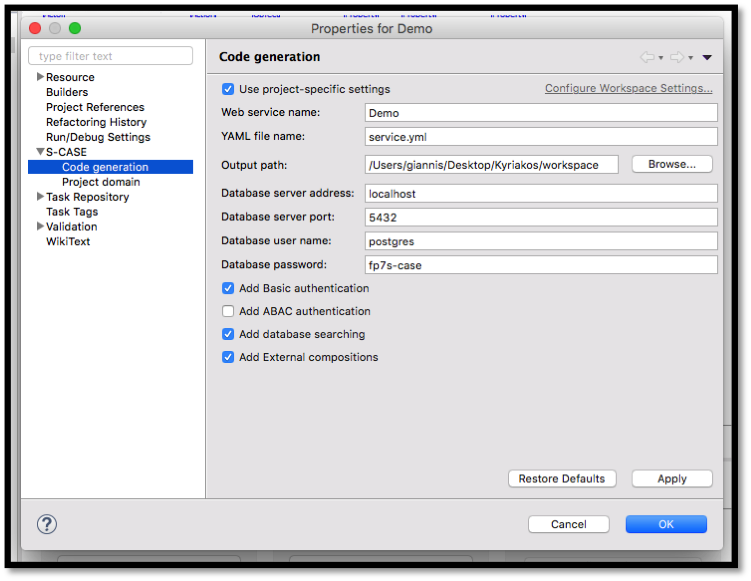 Properties for Demo
type filter text
Resource
Builders
Project References
Refactoring History
Run/Debug Settings
S-CASE
Code generation
Project domain
Task Repository
Task Tags
Validation
WikiText
Code generation
Use project-specific settings
Configure Workspace Settings...
Web service name:
Demo
YAML file name:
service.yml
Output path:
/Users/giannis/Desktop/Kyriakos/workspace
Browse...
Database server address:
localhost
Database server port:
5432
Database user name:
postgres
Database password:
fp7s-case
Add Basic authentication
Add ABAC authentication
Add database searching
Add External compositions
Restore Defaults
Apply
?
Cancel
OK